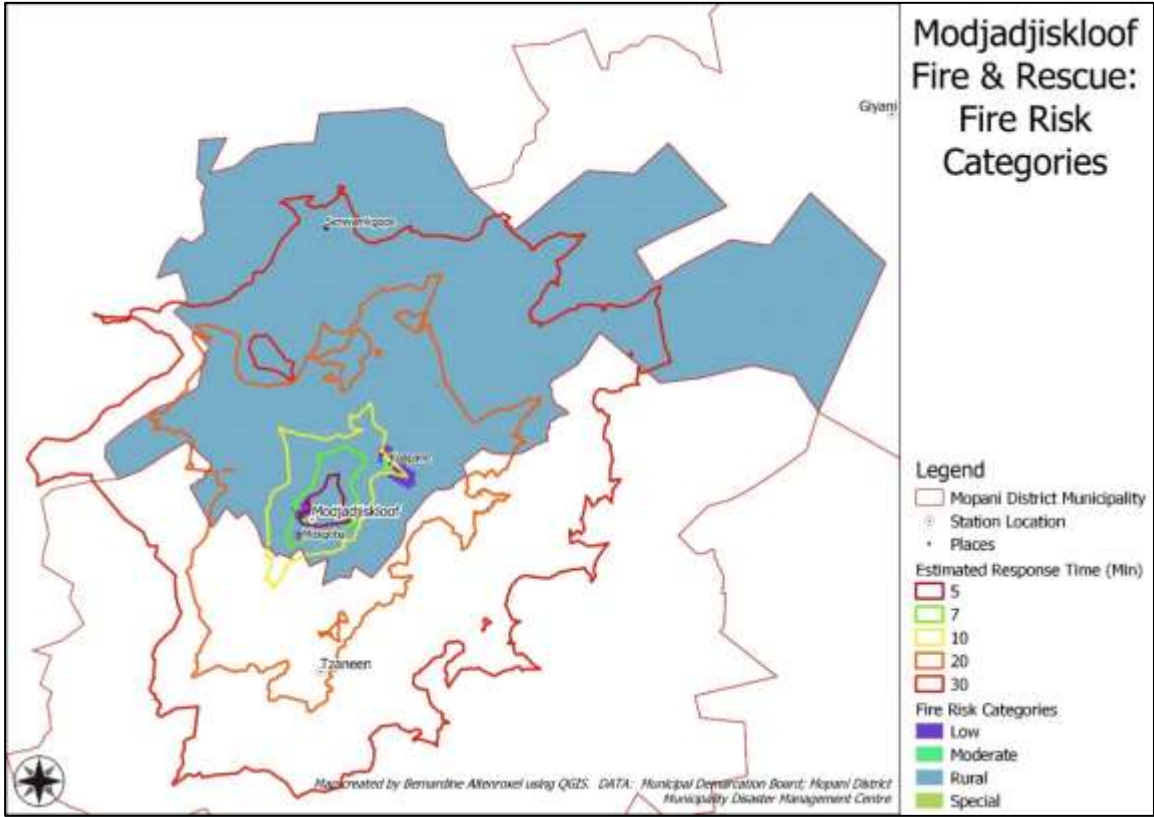 Modjadjiskloof
Fire & Rescue:
Fire Risk
Categories
Giyani
Modjadjiskloof
Tzaneen
Legend
Mopani District Municipality
Station Location
Places
Estimated Response Time (Min)
5
7
10
20
30
Fire Risk Categories
Low
Moderate
Rural
Special
Map created by Bernardine Altenroxel using QGIS. DATA: Municipal Demarcation Board; Mopani District
Municipality Disaster Management Centre